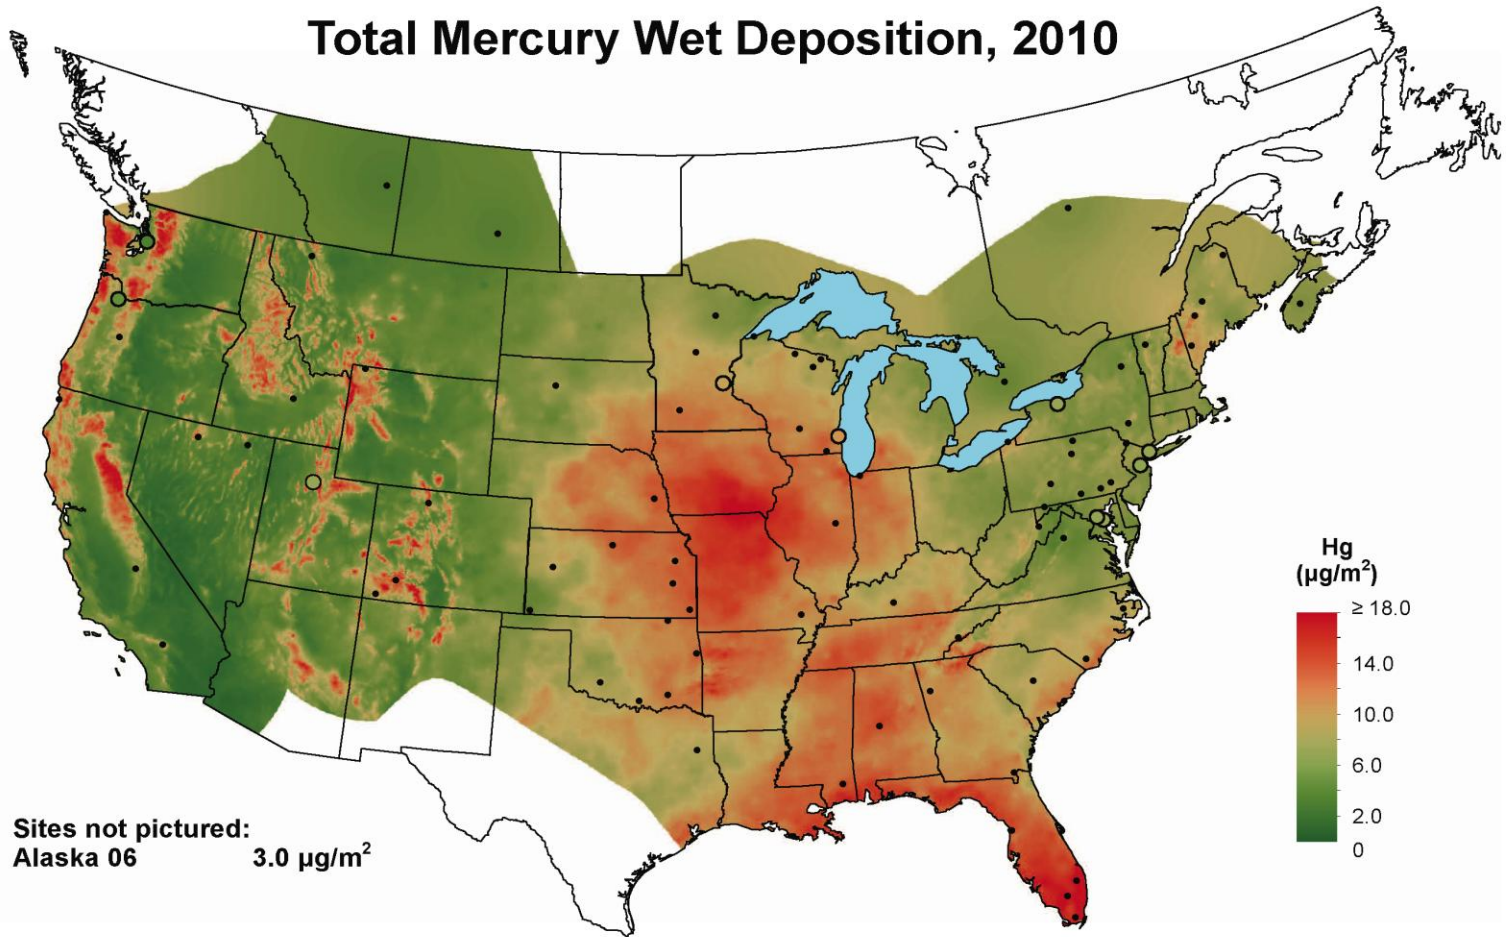 Total Mercury Wet Deposition, 2010
Hg
(µg/m²)
≥ 18.0
14.0
10.0
6.0
2.0
0
Sites not pictured:
Alaska 06 3.0 µg/m²